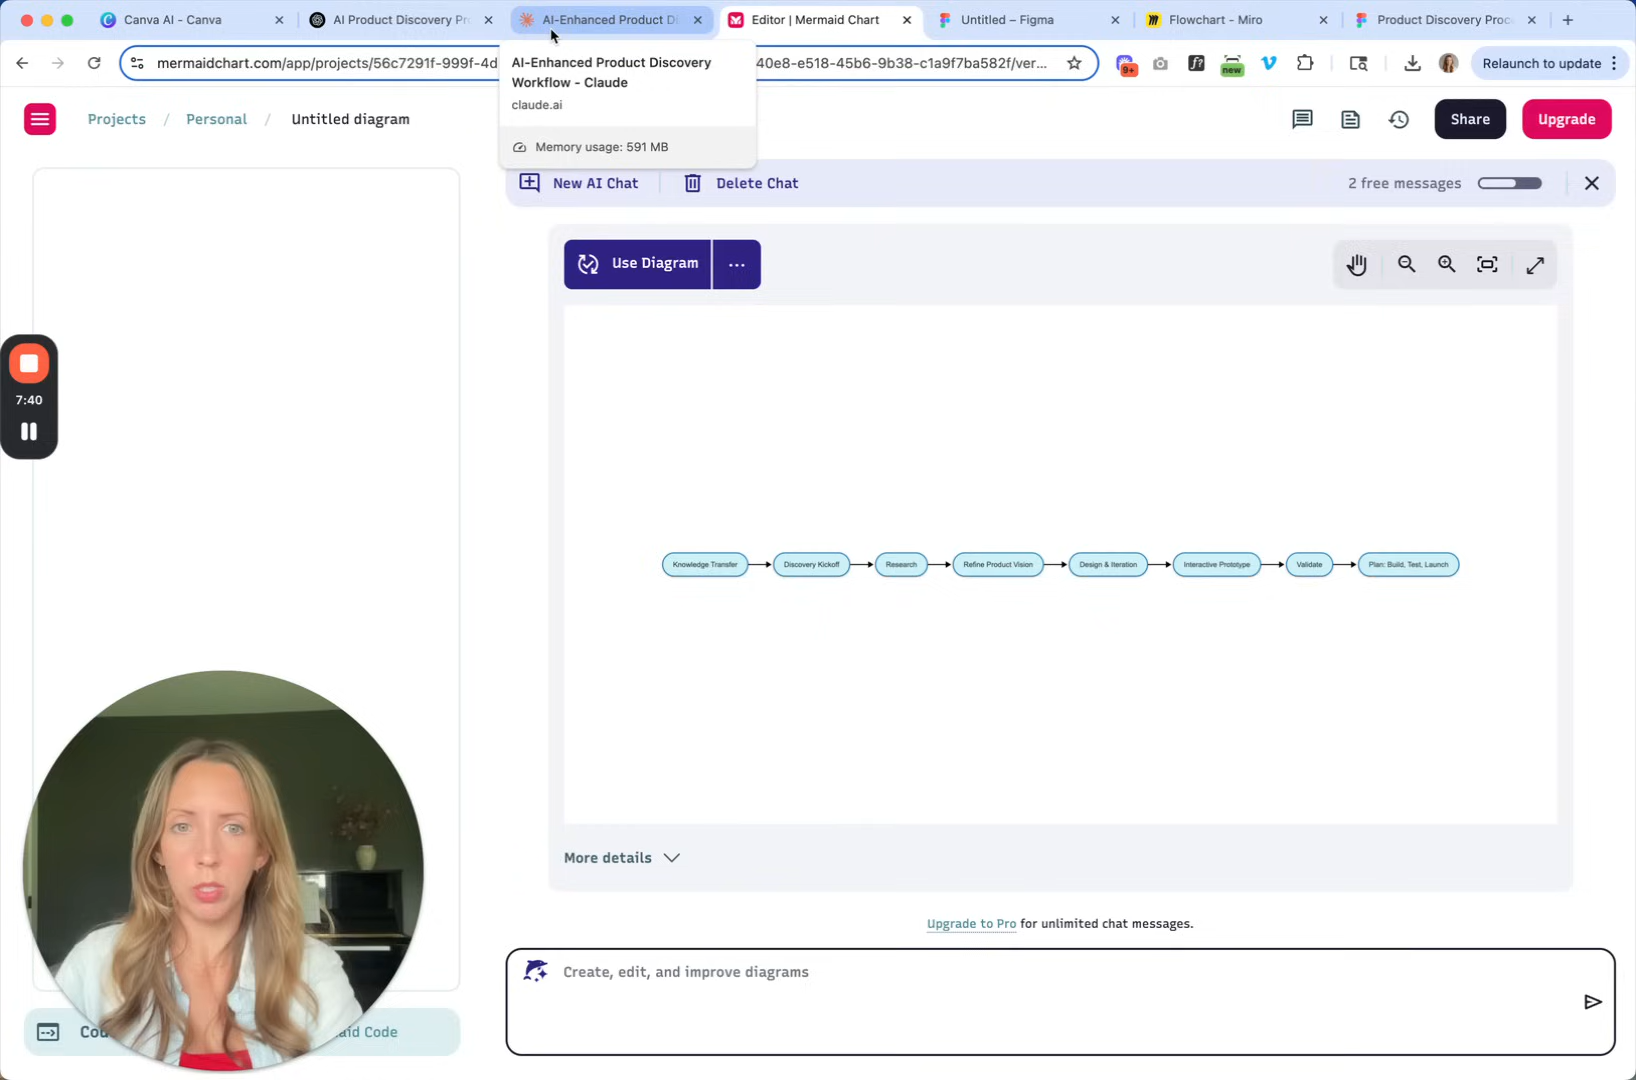 Canva AI - Canva
AI Product Discovery Pr
AI-Enhanced Product Di
Editor | Mermaid Chart
Untitled – Figma
Flowchart - Miro
Product Discovery Proc
mermaidchart.com/app/projects/56c7291f-999f-4d
40e8-e518-45b6-9b38-c1a9f7ba582f/ver...
9+
f?
new
Relaunch to update
AI-Enhanced Product Discovery
Workflow - Claude
claude.ai
Memory usage: 591 MB
Projects / Personal / Untitled diagram
Share
Upgrade
New AI Chat
Delete Chat
2 free messages
Use Diagram
...
7:40
Knowledge Transfer
Discovery Kickoff
Research
Refine Product Vision
Design & Iteration
Interactive Prototype
Validate
Plan: Build, Test, Launch
More details
Upgrade to Pro for unlimited chat messages.
Create, edit, and improve diagrams
Cou
aid Code